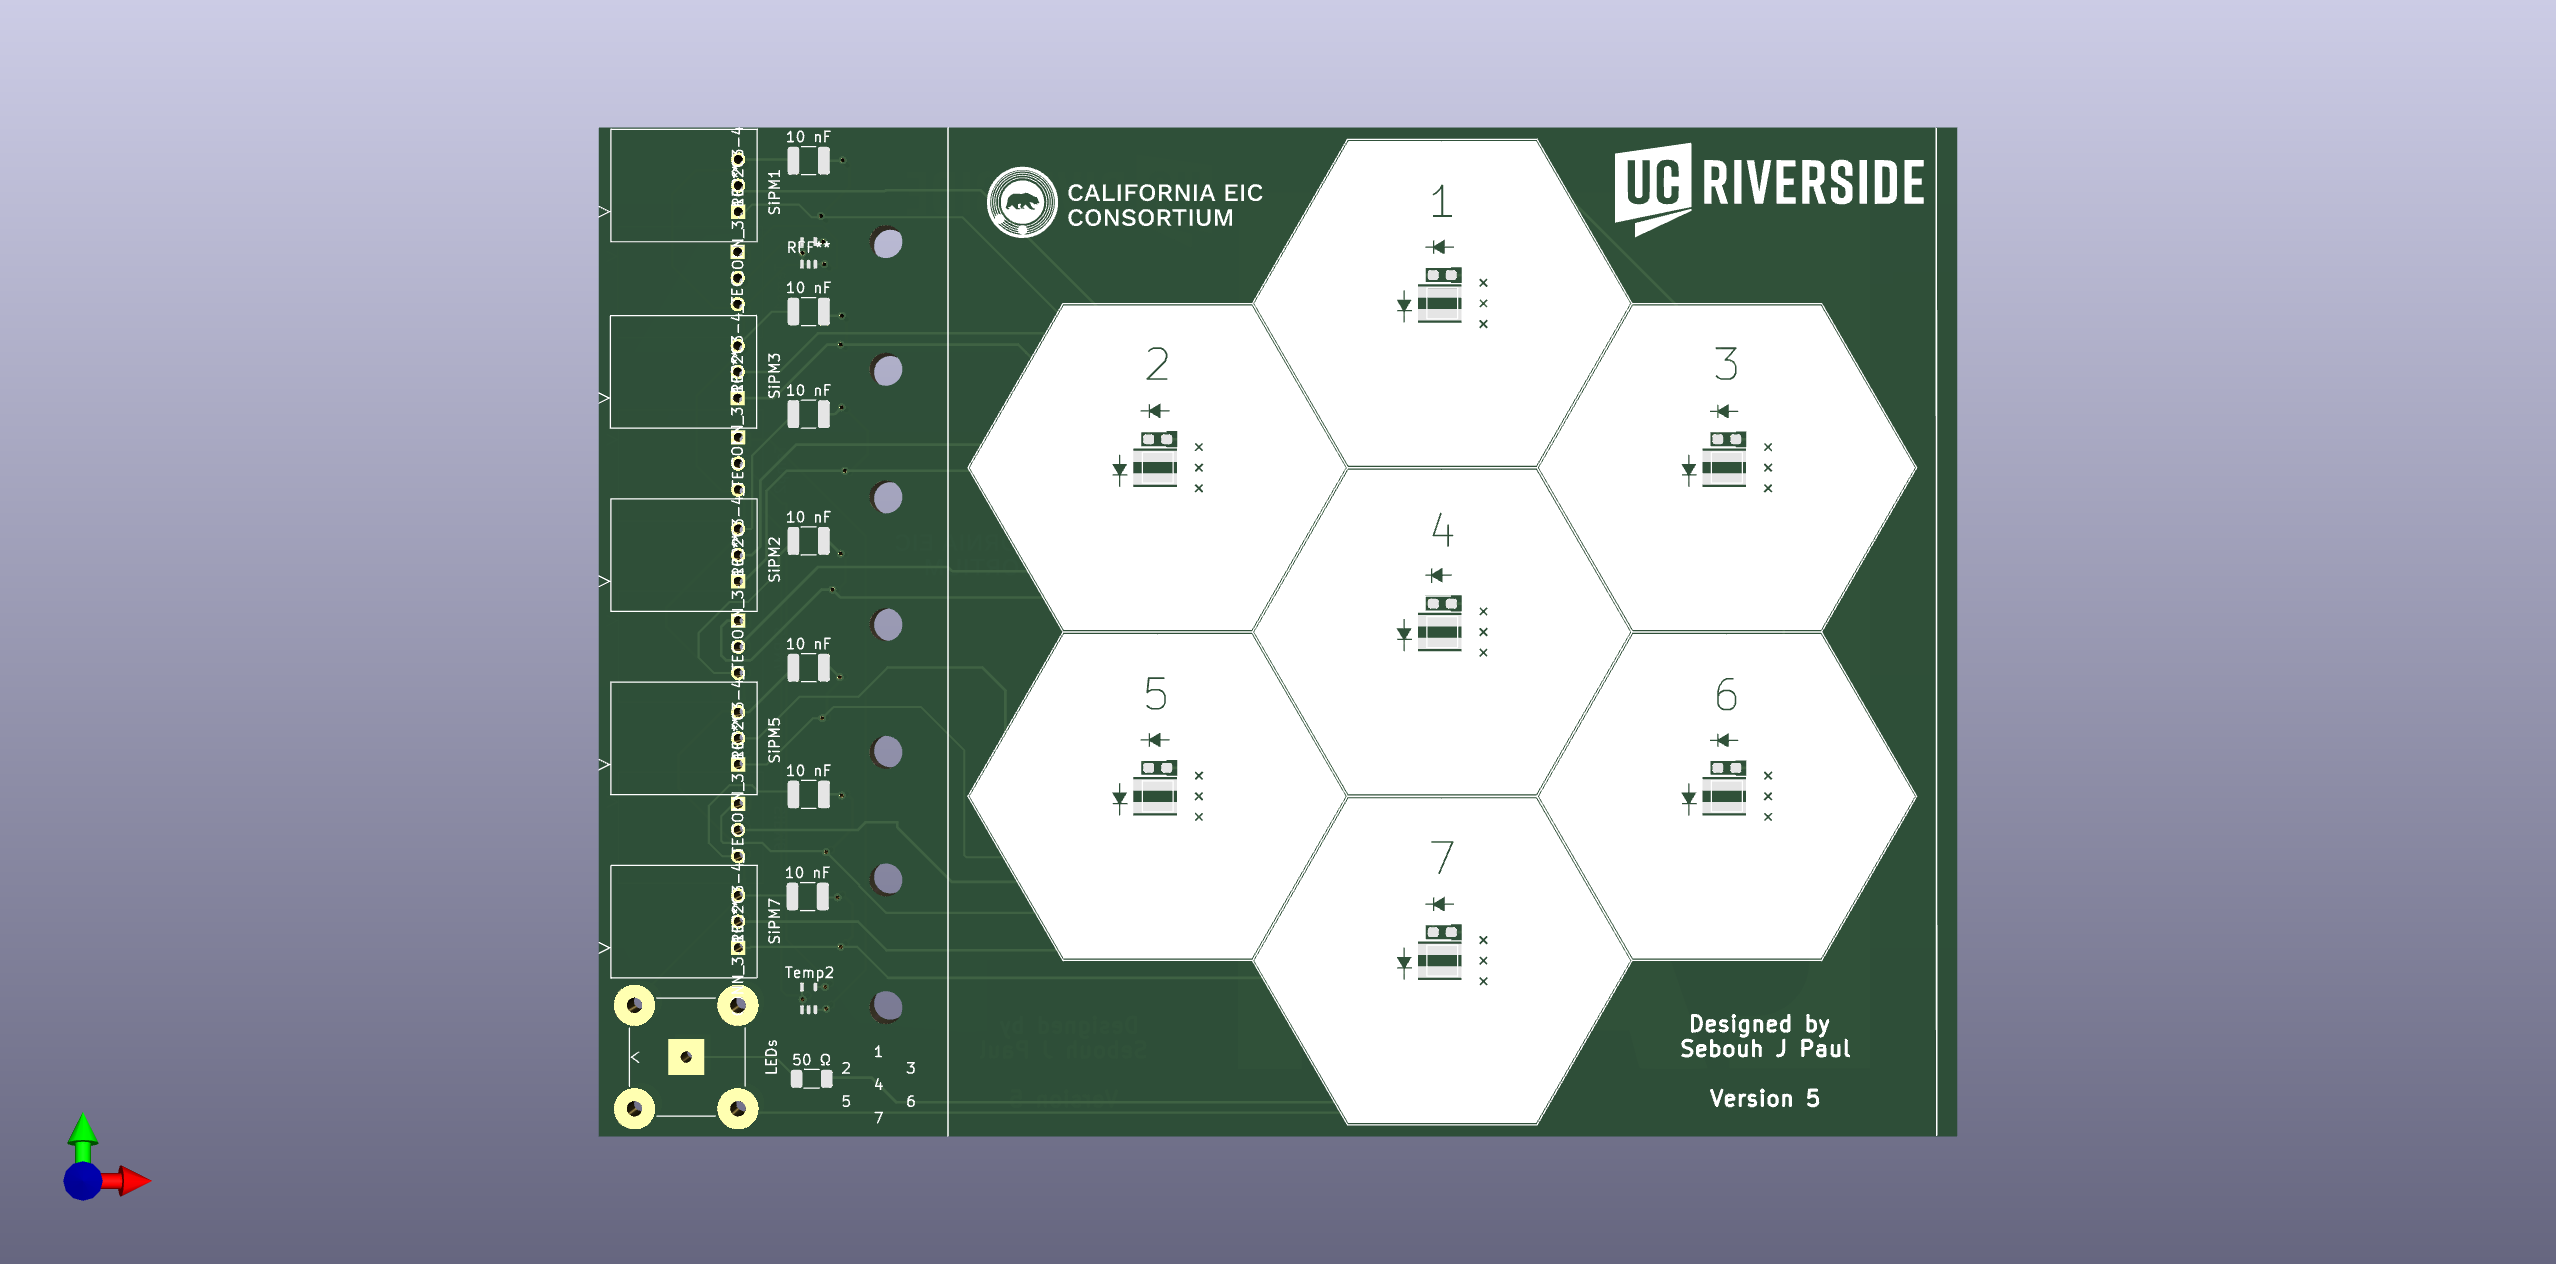 10 nF
SiPM1
REF**
10 nF
SiPM3
10 nF
10 nF
SiPM2
10 nF
SiPM5
10 nF
10 nF
SiPM7
Temp2
LEDs
50 Ω
1
2
3
4
5
6
7
CALIFORNIA EIC
CONSORTIUM
UC RIVERSIDE
1
2
3
4
5
6
7
Designed by
Sebouh J Paul
Version 5